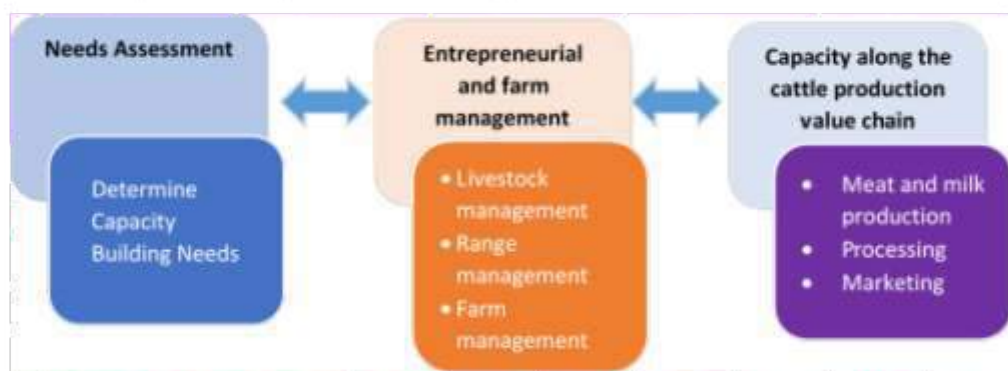 Needs Assessment
Determine
Capacity
Building Needs
Entrepreneurial
and farm
management
• Livestock
management
• Range
management
• Farm
management
Capacity along the
cattle production
value chain
• Meat and milk
production
• Processing
• Marketing